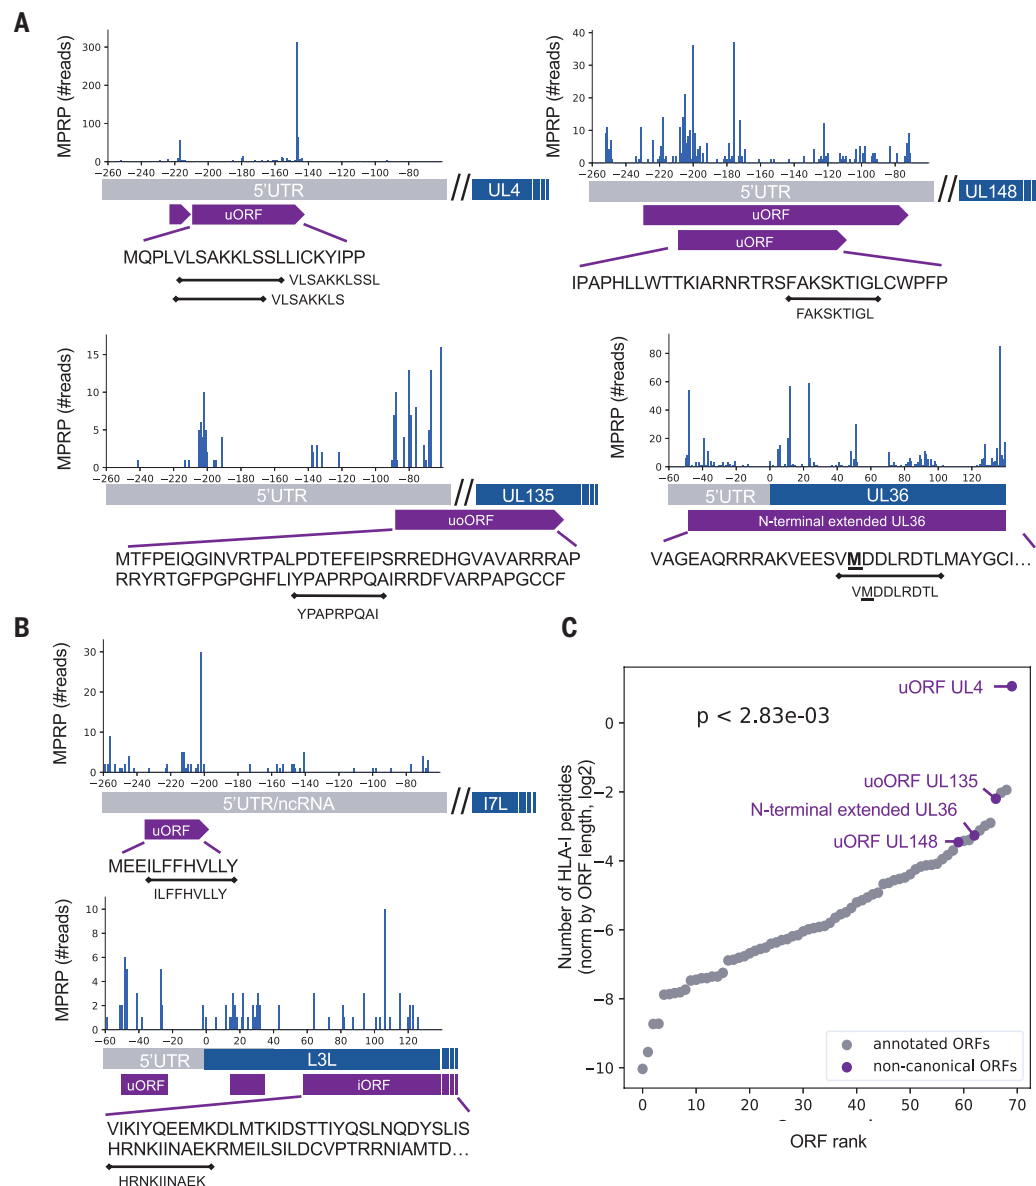 A
MPRP (#reads)
300
200
100
0
−260 −240 −220 −200 −180 −160 −140 −120 −100 −80 −60
5'UTR // UL4
uORF
MQPLVLSAKKLSSLLICKYIPP
VLSAKKLSSL
VLSAKKLS
MPRP (#reads)
40
30
20
10
0
−260 −240 −220 −200 −180 −160 −140 −120 −100 −80
5'UTR // UL148
uORF
uORF
IPAPHLLWTTKIARNRTRSFAKSKTIGLCWPFP
FAKSKTIGL
MPRP (#reads)
15
10
5
0
−260 −240 −220 −200 −180 −160 −140 −120 −100 −80
5'UTR // UL135
uoORF
MTFPEIQGINVRTPALPDTEFEIPSRREDHGVAVARRRAP
RRYRTGFPGPGHFLIYPAPRPQAIRRDFVARPAPGCCF
YPAPRPQAI
MPRP (#reads)
80
60
40
20
0
−60 −40 −20 0 20 40 60 80 100 120
5'UTR UL36
N-terminal extended UL36
VAGEAQRRRAKVEESVMDDLRDTLMAYGCI...
VMDDLRDTL
B
MPRP (#reads)
30
20
10
0
−260 −240 −220 −200 −180 −160 −140 −120 −100 −80
5'UTR/ncRNA // I7L
uORF
MEEILFFHVLLY
ILFFHVLLY
MPRP (#reads)
10
8
6
4
2
0
−60 −40 −20 0 20 40 60 80 100 120
5'UTR L3L
uORF iORF
VIKIYQEEMKDLMTKIDSTTIYQSLNQDYSLIS
HRNKIINAEKRMEILSILDCVPTRRNIAMTD...
HRNKIINAEK
C
Number of HLA-I peptides
(norm by ORF length, log2)
0
−2
−4
−6
−8
−10
p < 2.83e-03
uORF UL4
uoORF UL135
N-terminal extended UL36
uORF UL148
annotated ORFs
non-canonical ORFs
0 10 20 30 40 50 60 70
ORF rank